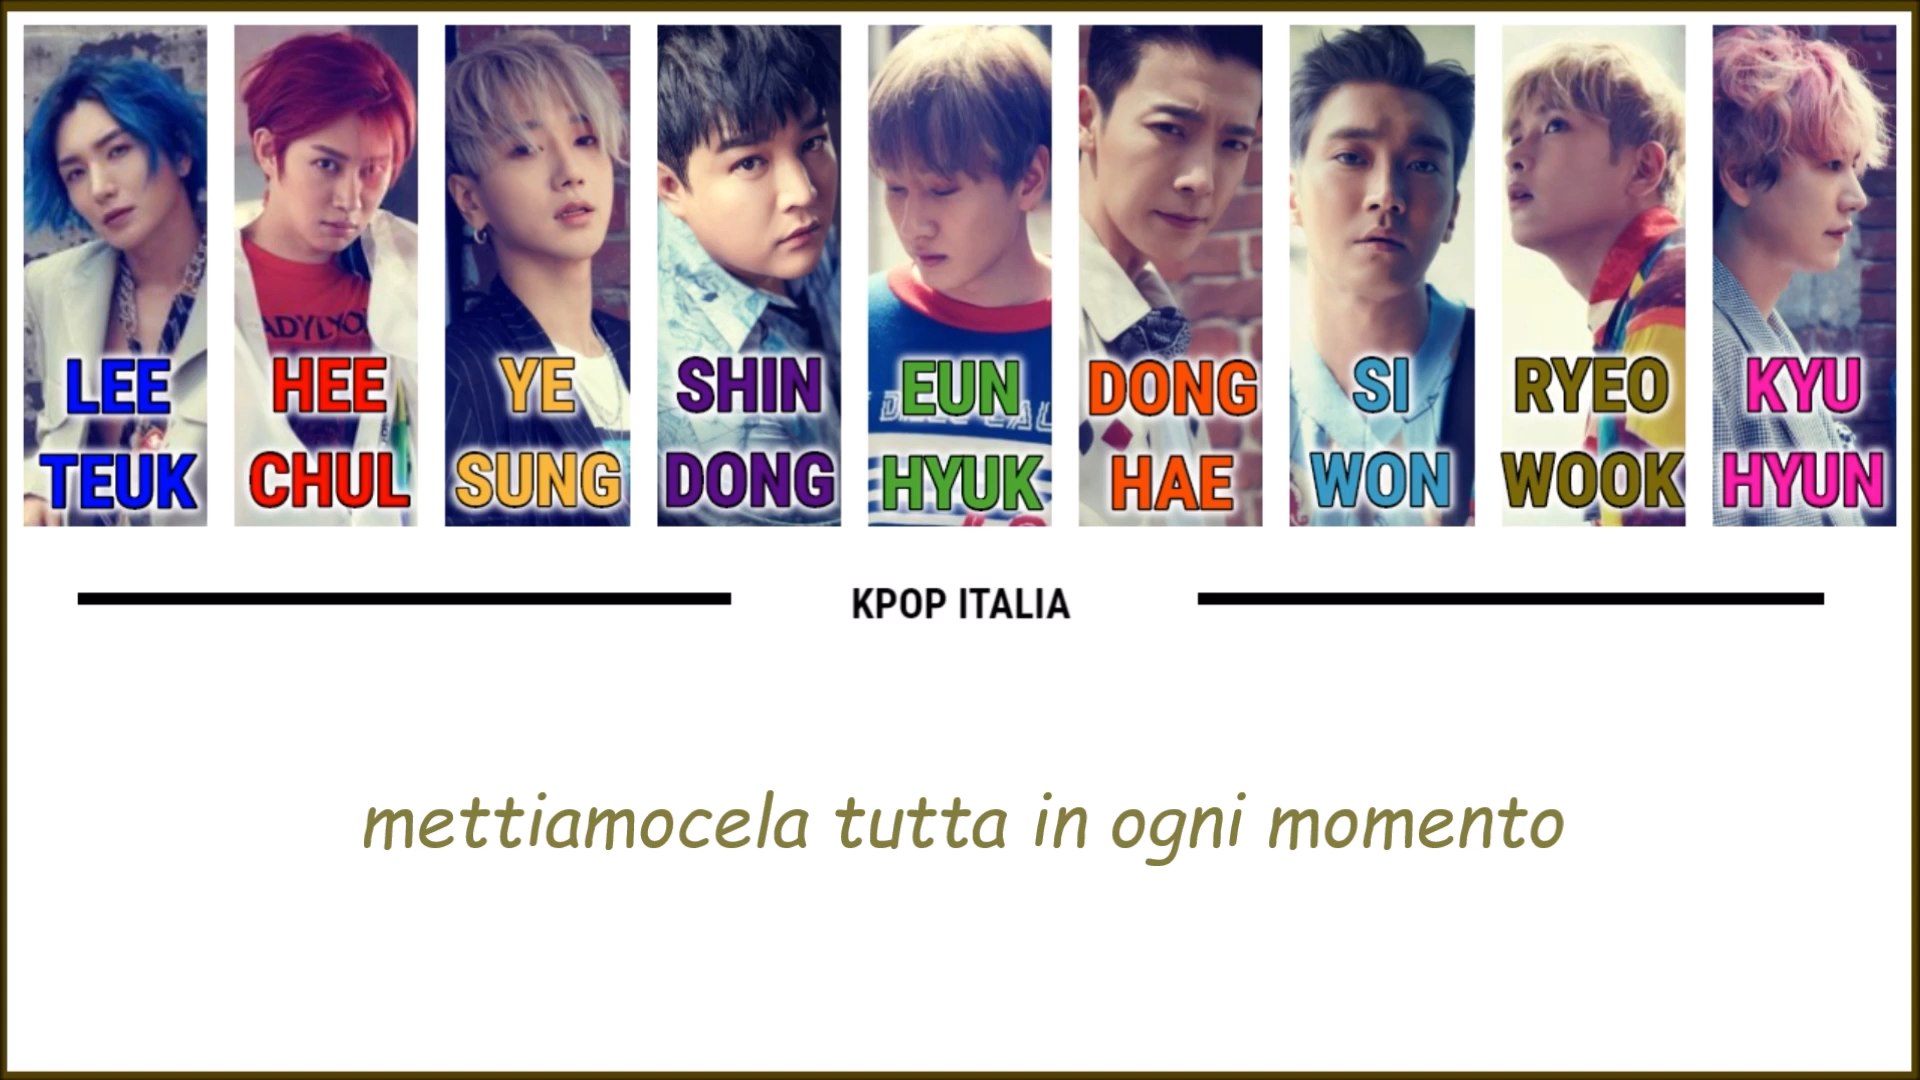 LEE TEUK
HEE CHUL
YE SUNG
SHIN DONG
EUN HYUK
DONG HAE
SI WON
RYEO WOOK
KYU HYUN
KPOP ITALIA
mettiamocela tutta in ogni momento